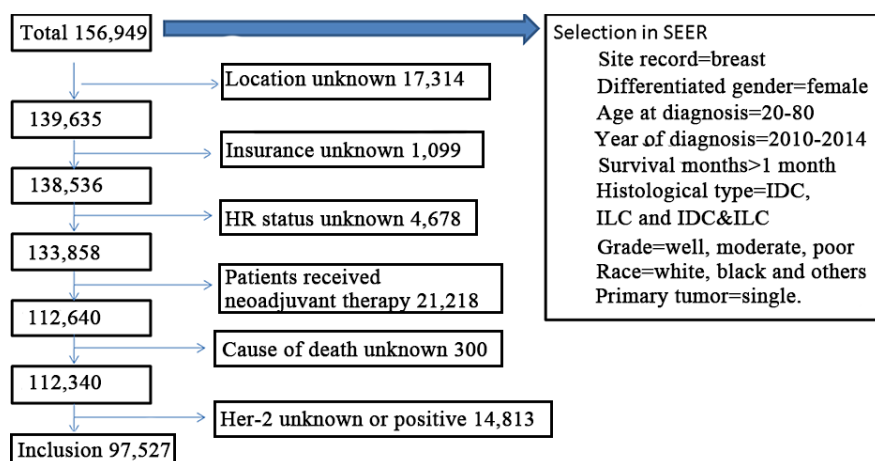 Total 156,949
Location unknown 17,314
139,635
Insurance unknown 1,099
138,536
HR status unknown 4,678
133,858
Patients received
neoadjuvant therapy 21,218
112,640
Cause of death unknown 300
112,340
Her-2 unknown or positive 14,813
Inclusion 97,527
Selection in SEER
Site record=breast
Differentiated gender=female
Age at diagnosis=20-80
Year of diagnosis=2010-2014
Survival months>1 month
Histological type=IDC,
ILC and IDC&ILC
Grade=well, moderate, poor
Race=white, black and others
Primary tumor=single.